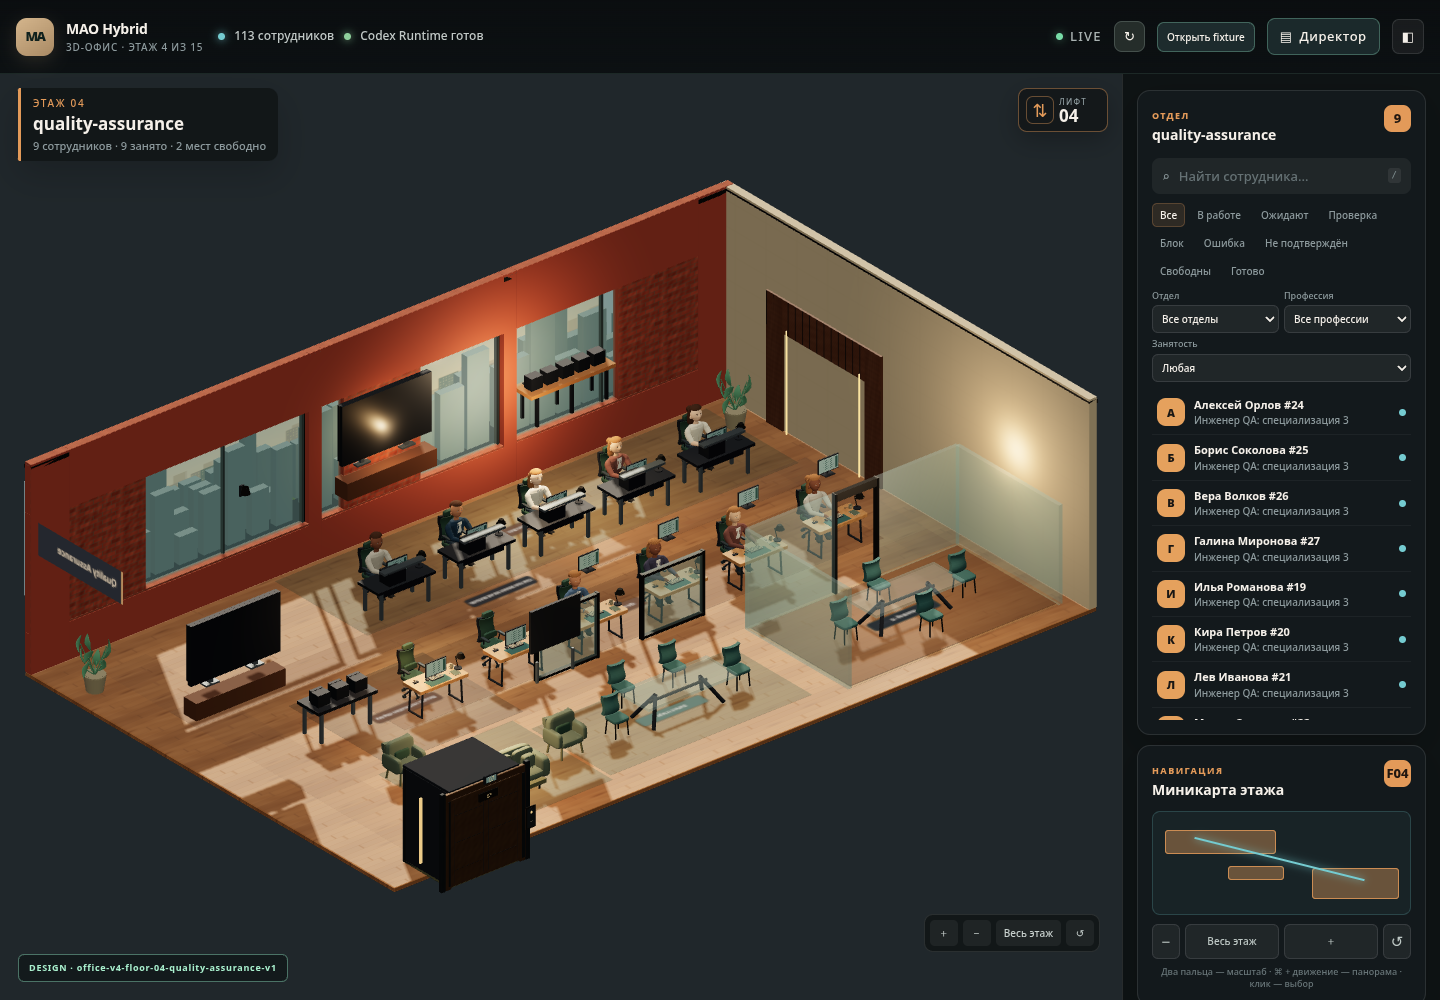 MA
MAO Hybrid
3D-ОФИС · ЭТАЖ 4 ИЗ 15
113 сотрудников
Codex Runtime готов
LIVE
Открыть fixture
Директор
ЭТАЖ 04
quality-assurance
9 сотрудников · 9 занято · 2 мест свободно
ЛИФТ
04
Quality Assurance
+
−
Весь этаж
DESIGN · office-v4-floor-04-quality-assurance-v1
ОТДЕЛ
quality-assurance
9
Найти сотрудника...
/
Все
В работе
Ожидают
Проверка
Блок
Ошибка
Не подтверждён
Свободны
Готово
Отдел
Профессия
Все отделы
Все профессии
Занятость
Любая
А
Алексей Орлов #24
Инженер QA: специализация 3
Б
Борис Соколова #25
Инженер QA: специализация 3
В
Вера Волков #26
Инженер QA: специализация 3
Г
Галина Миронова #27
Инженер QA: специализация 3
И
Илья Романова #19
Инженер QA: специализация 3
К
Кира Петров #20
Инженер QA: специализация 3
Л
Лев Иванова #21
Инженер QA: специализация 3
НАВИГАЦИЯ
Миникарта этажа
F04
−
Весь этаж
+
Два пальца — масштаб · ⌘ + движение — панорама ·
клик — выбор